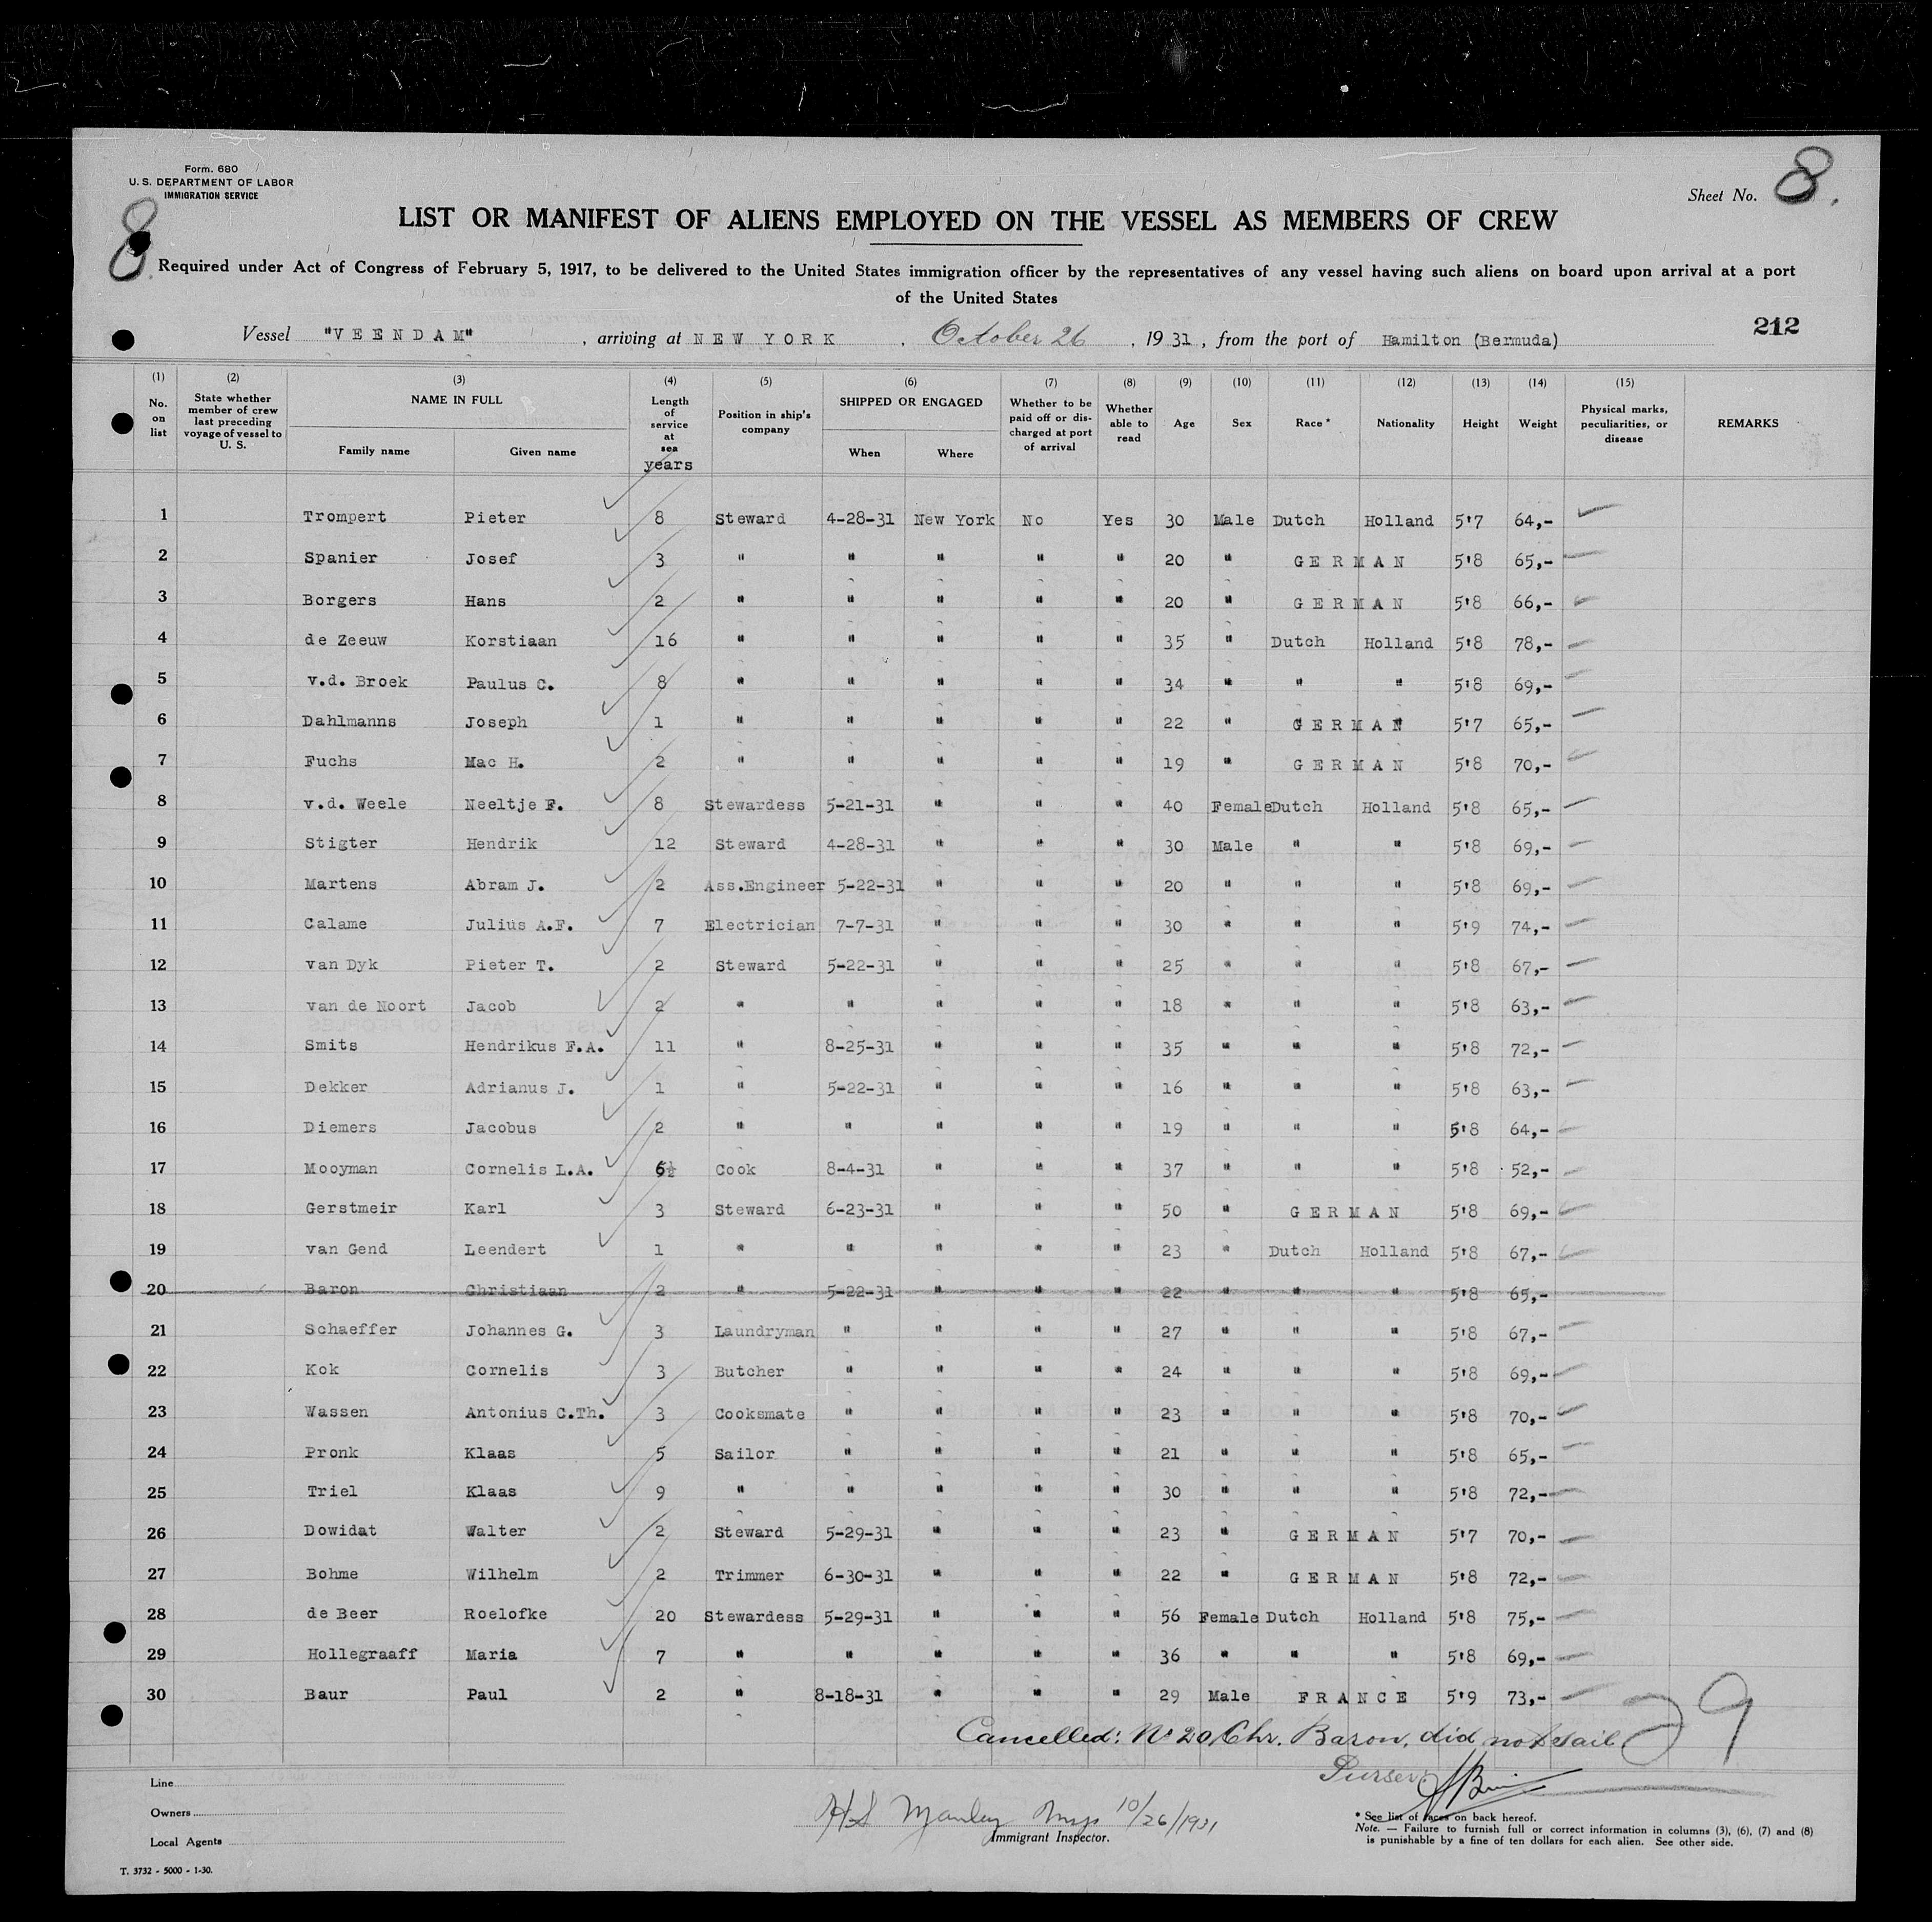 Form. 680
U. S. DEPARTMENT OF LABOR
IMMIGRATION SERVICE
8
Sheet No. 8.
LIST OR MANIFEST OF ALIENS EMPLOYED ON THE VESSEL AS MEMBERS OF CREW
Required under Act of Congress of February 5, 1917, to be delivered to the United States immigration officer by the representatives of any vessel having such aliens on board upon arrival at a port
of the United States
212
Vessel "VEENDAM", arriving at NEW YORK, October 26, 1931, from the port of Hamilton (Bermuda)
(1) No. on list (2) State whether member of crew last preceding voyage of vessel to U. S. (3) NAME IN FULL Family name Given name (4) Length of service at sea years (5) Position in ship's company (6) SHIPPED OR ENGAGED When Where (7) Whether to be paid off or discharged at port of arrival (8) Whether able to read (9) Age (10) Sex (11) Race* (12) Nationality (13) Height (14) Weight (15) Physical marks, peculiarities, or disease REMARKS
1 Trompert Pieter 8 Steward 4-28-31 New York No Yes 30 Male Dutch Holland 5'7 64,-
2 Spanier Josef 3 " " " " " 20 " GERMAN 5'8 65,-
3 Borgers Hans 2 " " " " " 20 " GERMAN 5'8 66,-
4 de Zeeuw Korstiaan 16 " " " " " 35 " Dutch Holland 5'8 78,-
5 v.d. Broek Paulus C. 8 " " " " " 34 " " " 5'8 69,-
6 Dahlmanns Joseph 1 " " " " " 22 " GERMAN 5'7 65,-
7 Fuchs Mac H. 2 " " " " " 19 " GERMAN 5'8 70,-
8 v.d. Weele Neeltje F. 8 Stewardess 5-21-31 " " " 40 Female Dutch Holland 5'8 65,-
9 Stigter Hendrik 12 Steward 4-28-31 " " " 30 Male " " 5'8 69,-
10 Martens Abram J. 2 Ass.Engineer 5-22-31 " " " 20 " " " 5'8 69,-
11 Calame Julius A.F. 7 Electrician 7-7-31 " " " 30 " " " 5'9 74,-
12 van Dyk Pieter T. 2 Steward 5-22-31 " " " 25 " " " 5'8 67,-
13 van de Noort Jacob 2 " " " " " 18 " " " 5'8 63,-
14 Smits Hendrikus F.A. 11 " 8-25-31 " " " 35 " " " 5'8 72,-
15 Dekker Adrianus J. 1 " 5-22-31 " " " 16 " " " 5'8 63,-
16 Diemers Jacobus 2 " " " " " 19 " " " 5'8 64,-
17 Mooyman Cornelis L.A. 6½ Cook 8-4-31 " " " 37 " " " 5'8 52,-
18 Gerstmeir Karl 3 Steward 6-23-31 " " " 50 " GERMAN 5'8 69,-
19 van Gend Leendert 1 " " " " " 23 " Dutch Holland 5'8 67,-
20 Baron Christiaan 2 " 5-22-31 " " " 22 " " " 5'8 65,-
21 Schaeffer Johannes G. 3 Laundryman " " " " 27 " " " 5'8 67,-
22 Kok Cornelis 3 Butcher " " " " 24 " " " 5'8 69,-
23 Wassen Antonius C.Th. 3 Cooksmate " " " " 23 " " " 5'8 70,-
24 Pronk Klaas 5 Sailor " " " " 21 " " " 5'8 65,-
25 Triel Klaas 9 " " " " " 30 " " " 5'8 72,-
26 Dowidat Walter 2 Steward 5-29-31 " " " 23 " GERMAN 5'7 70,-
27 Bohme Wilhelm 2 Trimmer 6-30-31 " " " 22 " GERMAN 5'8 72,-
28 de Beer Roelofke 20 Stewardess 5-29-31 " " " 56 Female Dutch Holland 5'8 75,-
29 Hollegraaff Maria 7 " " " " " 36 " " " 5'8 69,-
30 Baur Paul 2 " 8-18-31 " " " 29 Male FRANCE 5'9 73,-
Cancelled: No 20, Chr. Baron, did not sail
29
Purser:
Line
Owners
Local Agents
Manley 10/26/1931
Immigrant Inspector.
* See list of races on back hereof.
Note. — Failure to furnish full or correct information in columns (3), (6), (7) and (8)
is punishable by a fine of ten dollars for each alien. See other side.
T. 3732 - 5000 - 1-30.